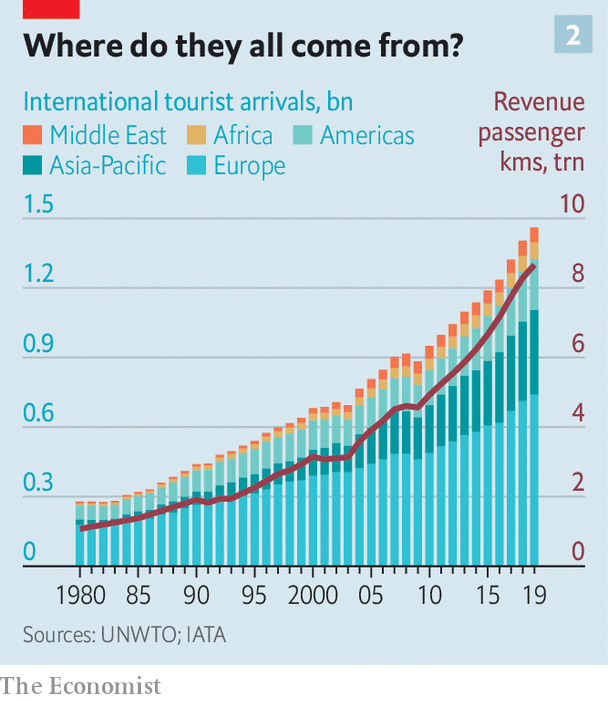 Where do they all come from?
2
International tourist arrivals, bn
Middle East
Africa
Americas
Asia-Pacific
Europe
Revenue
passenger
kms, trn
1.5
1.2
0.9
0.6
0.3
0
10
8
6
4
2
0
1980 85 90 95 2000 05 10 15 19
Sources: UNWTO; IATA
The Economist